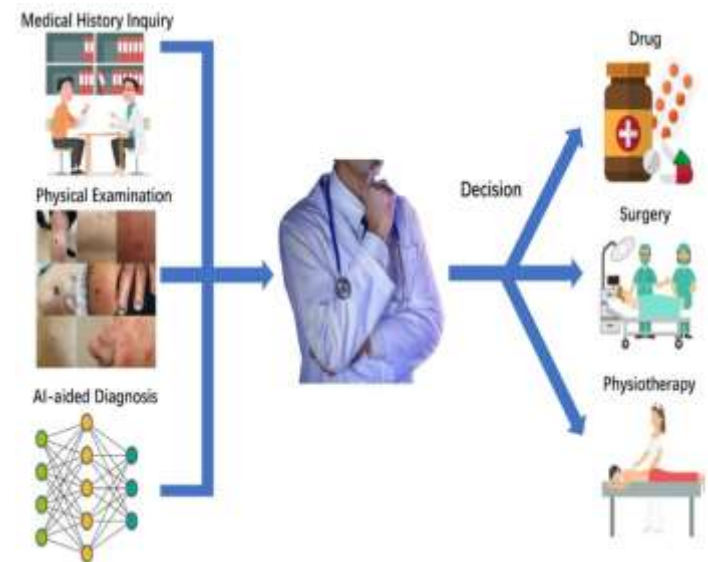 Medical History Inquiry
Physical Examination
AI-aided Diagnosis
Decision
Drug
Surgery
Physiotherapy